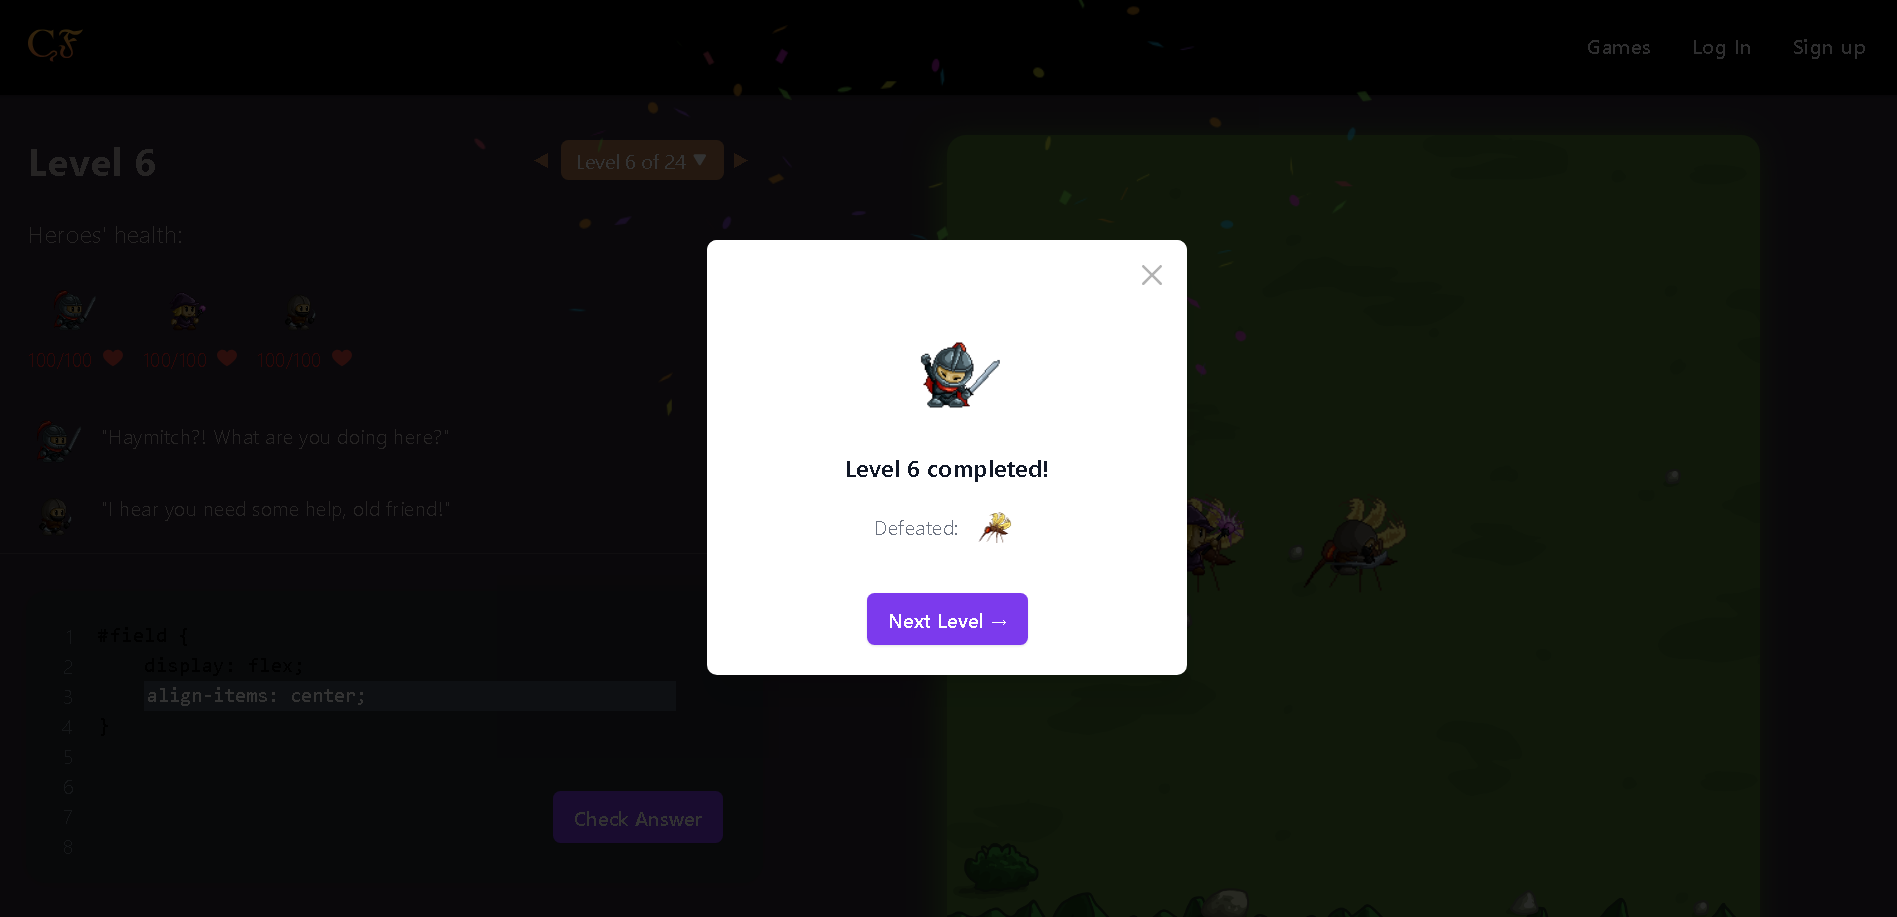 CF
Games
Log In
Sign up
Level 6
Level 6 of 24 ▼
Heroes' health:
100/100
100/100
100/100
"Haymitch?! What are you doing here?"
"I hear you need some help, old friend!"
1 #field {
2 display: flex;
3 align-items: center;
4 }
5
6
7
8
Check Answer
Level 6 completed!
Defeated:
Next Level →